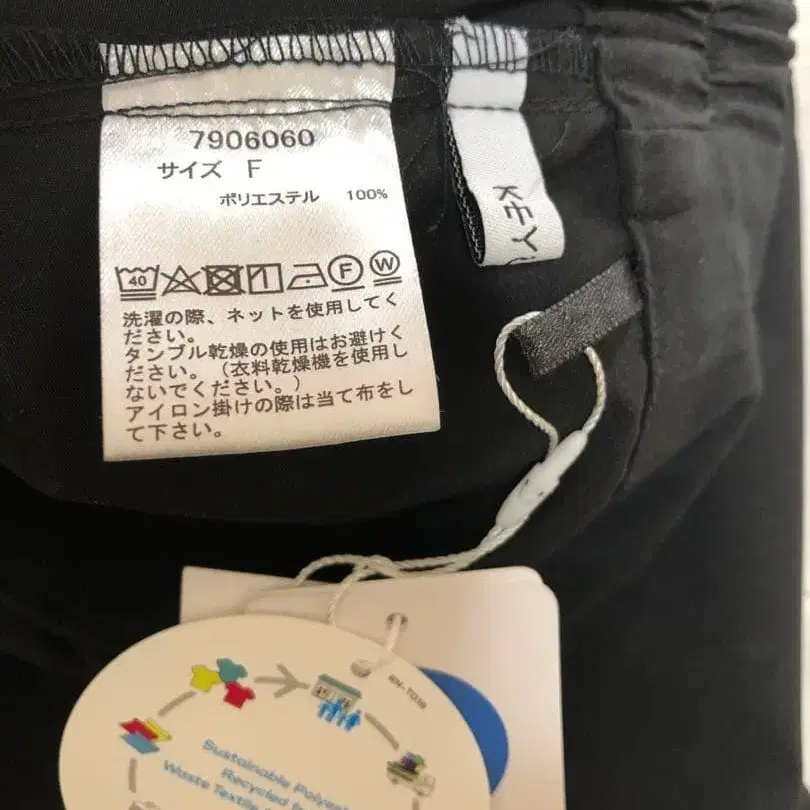 7906060
サイズ F
ポリエステル 100%
40
F
W
洗濯の際、ネットを使用してく
ださい。
タンブル乾燥の使用はお避けく
ださい。（衣料乾燥機を使用し
ないでください。）
アイロン掛けの際は当て布をし
て下さい。
KEY
RN-TO18
Sustainable Polyes
Recycled
Waste Textile